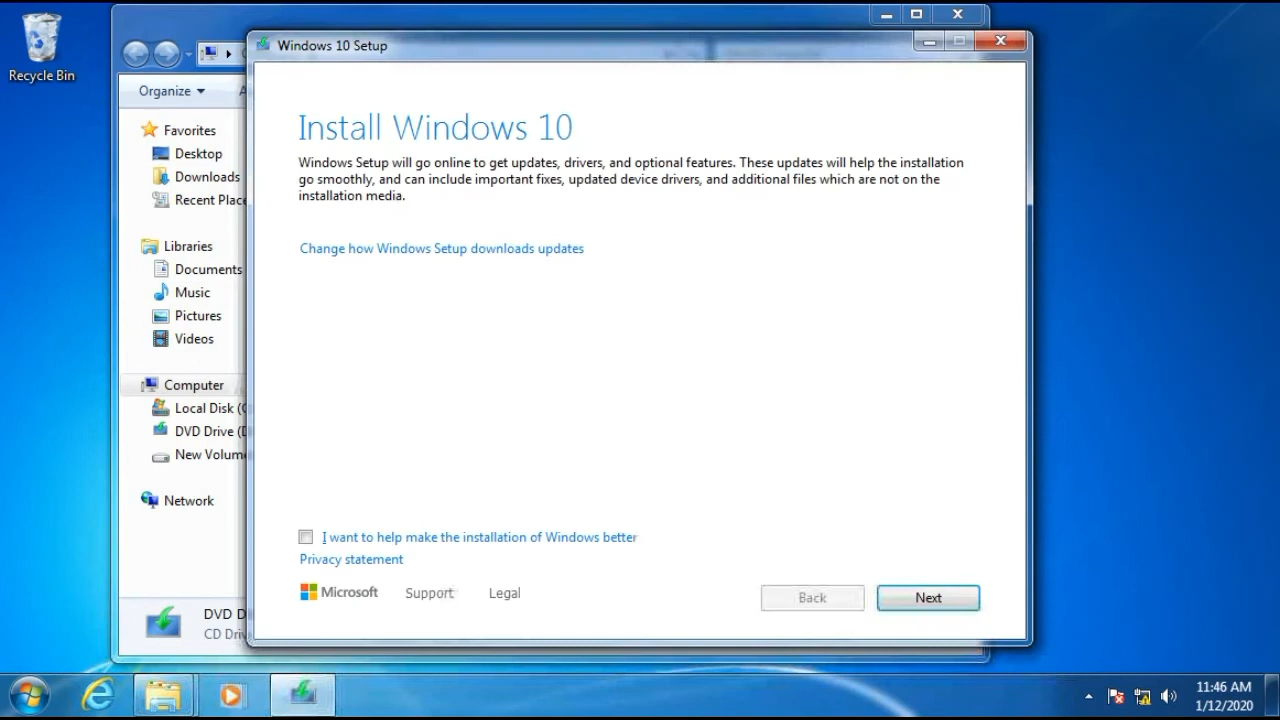 Recycle Bin
Windows 10 Setup
Organize
Favorites
Desktop
Downloads
Recent Place
Libraries
Documents
Music
Pictures
Videos
Computer
Local Disk (C
DVD Drive (D
New Volum
Network
DVD D
CD Driv
Install Windows 10
Windows Setup will go online to get updates, drivers, and optional features. These updates will help the installation
go smoothly, and can include important fixes, updated device drivers, and additional files which are not on the
installation media.
Change how Windows Setup downloads updates
I want to help make the installation of Windows better
Privacy statement
Microsoft Support Legal
Back Next
11:46 AM
1/12/2020